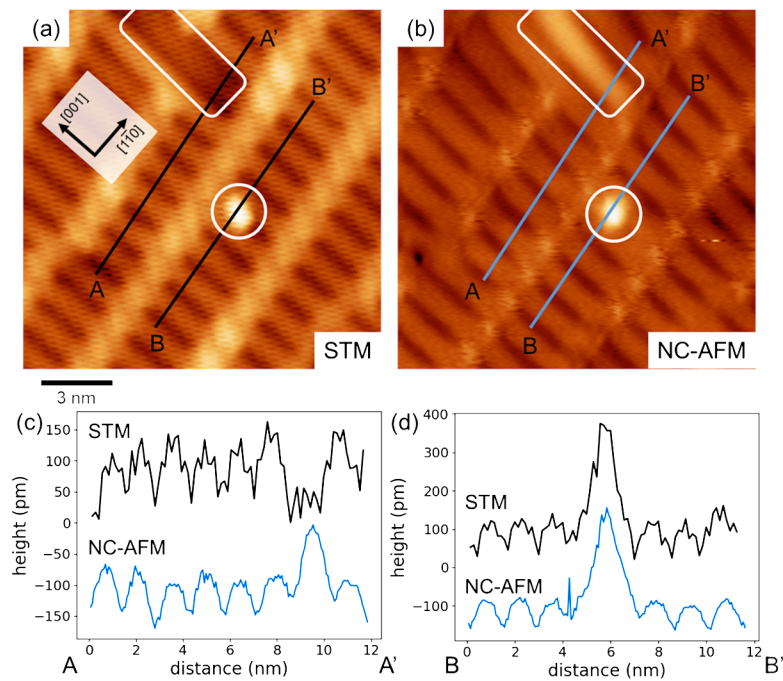 (a)
A'
B'
[001]
[11̅0]
A
B
STM
(b)
A'
B'
A
B
NC-AFM
3 nm
(c)
STM
NC-AFM
height (pm)
150
100
50
0
−50
−100
−150
0 2 4 6 8 10 12
A distance (nm) A'
(d)
STM
NC-AFM
height (pm)
400
300
200
100
0
−100
0 2 4 6 8 10 12
B distance (nm) B'